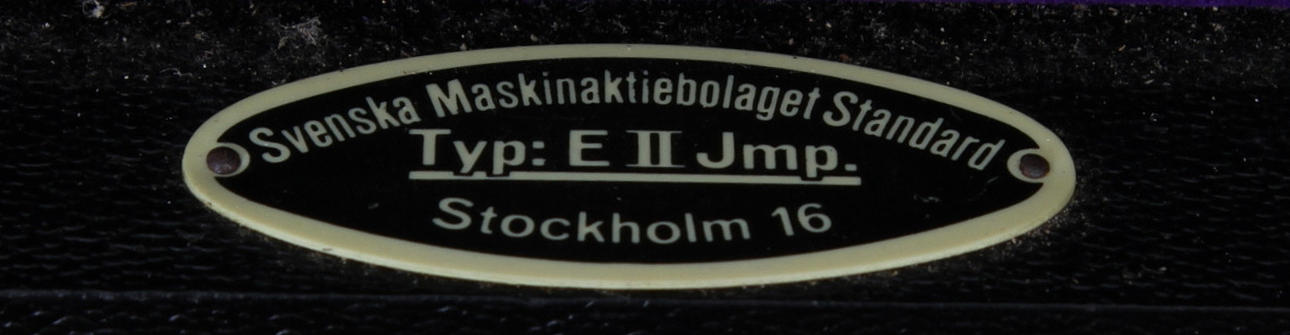 Svenska Maskinaktiebolaget Standard
Typ: E II Jmp.
Stockholm 16